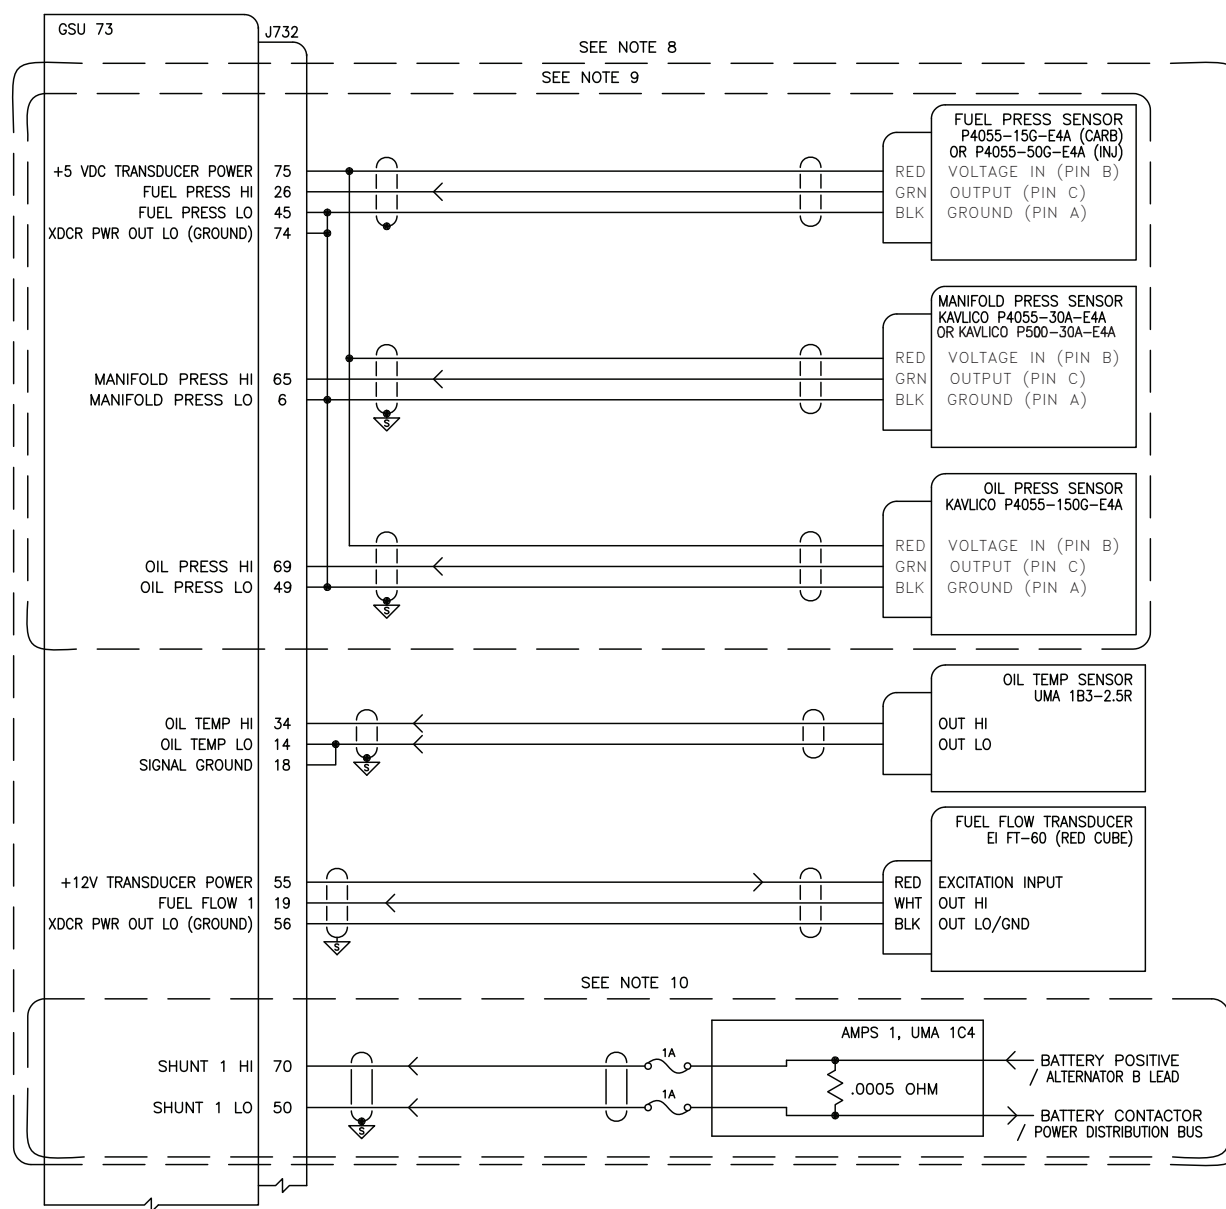 GSU 73
J732
SEE NOTE 8
SEE NOTE 9
FUEL PRESS SENSOR
P4055-15G-E4A (CARB)
OR P4055-50G-E4A (INJ)
+5 VDC TRANSDUCER POWER 75 RED VOLTAGE IN (PIN B)
FUEL PRESS HI 26 GRN OUTPUT (PIN C)
FUEL PRESS LO 45 BLK GROUND (PIN A)
XDCR PWR OUT LO (GROUND) 74
MANIFOLD PRESS SENSOR
KAVLICO P4055-30A-E4A
OR KAVLICO P500-30A-E4A
RED VOLTAGE IN (PIN B)
MANIFOLD PRESS HI 65 GRN OUTPUT (PIN C)
MANIFOLD PRESS LO 6 BLK GROUND (PIN A)
S
OIL PRESS SENSOR
KAVLICO P4055-150G-E4A
RED VOLTAGE IN (PIN B)
OIL PRESS HI 69 GRN OUTPUT (PIN C)
OIL PRESS LO 49 BLK GROUND (PIN A)
S
OIL TEMP SENSOR
UMA 1B3-2.5R
OIL TEMP HI 34 OUT HI
OIL TEMP LO 14 OUT LO
SIGNAL GROUND 18
S
FUEL FLOW TRANSDUCER
EI FT-60 (RED CUBE)
+12V TRANSDUCER POWER 55 RED EXCITATION INPUT
FUEL FLOW 1 19 WHT OUT HI
XDCR PWR OUT LO (GROUND) 56 BLK OUT LO/GND
S
SEE NOTE 10
AMPS 1, UMA 1C4
SHUNT 1 HI 70 1A BATTERY POSITIVE
/ ALTERNATOR B LEAD
.0005 OHM
SHUNT 1 LO 50 1A BATTERY CONTACTOR
/ POWER DISTRIBUTION BUS
S